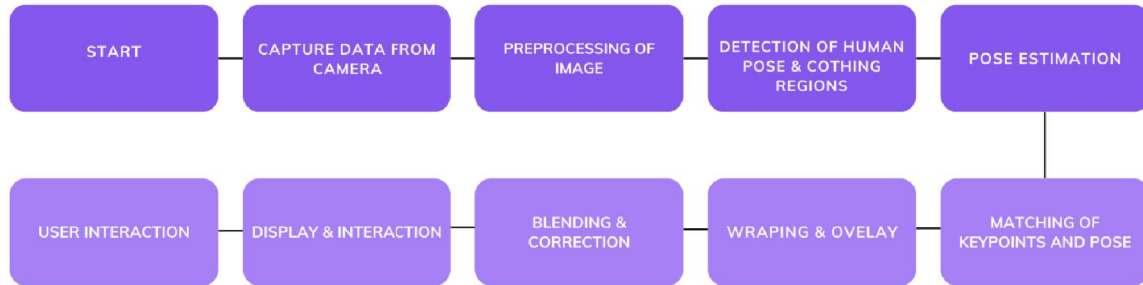 START
CAPTURE DATA FROM
CAMERA
PREPROCESSING OF
IMAGE
DETECTION OF HUMAN
POSE & COTHING
REGIONS
POSE ESTIMATION
USER INTERACTION
DISPLAY & INTERACTION
BLENDING &
CORRECTION
WRAPING & OVELAY
MATCHING OF
KEYPOINTS AND POSE